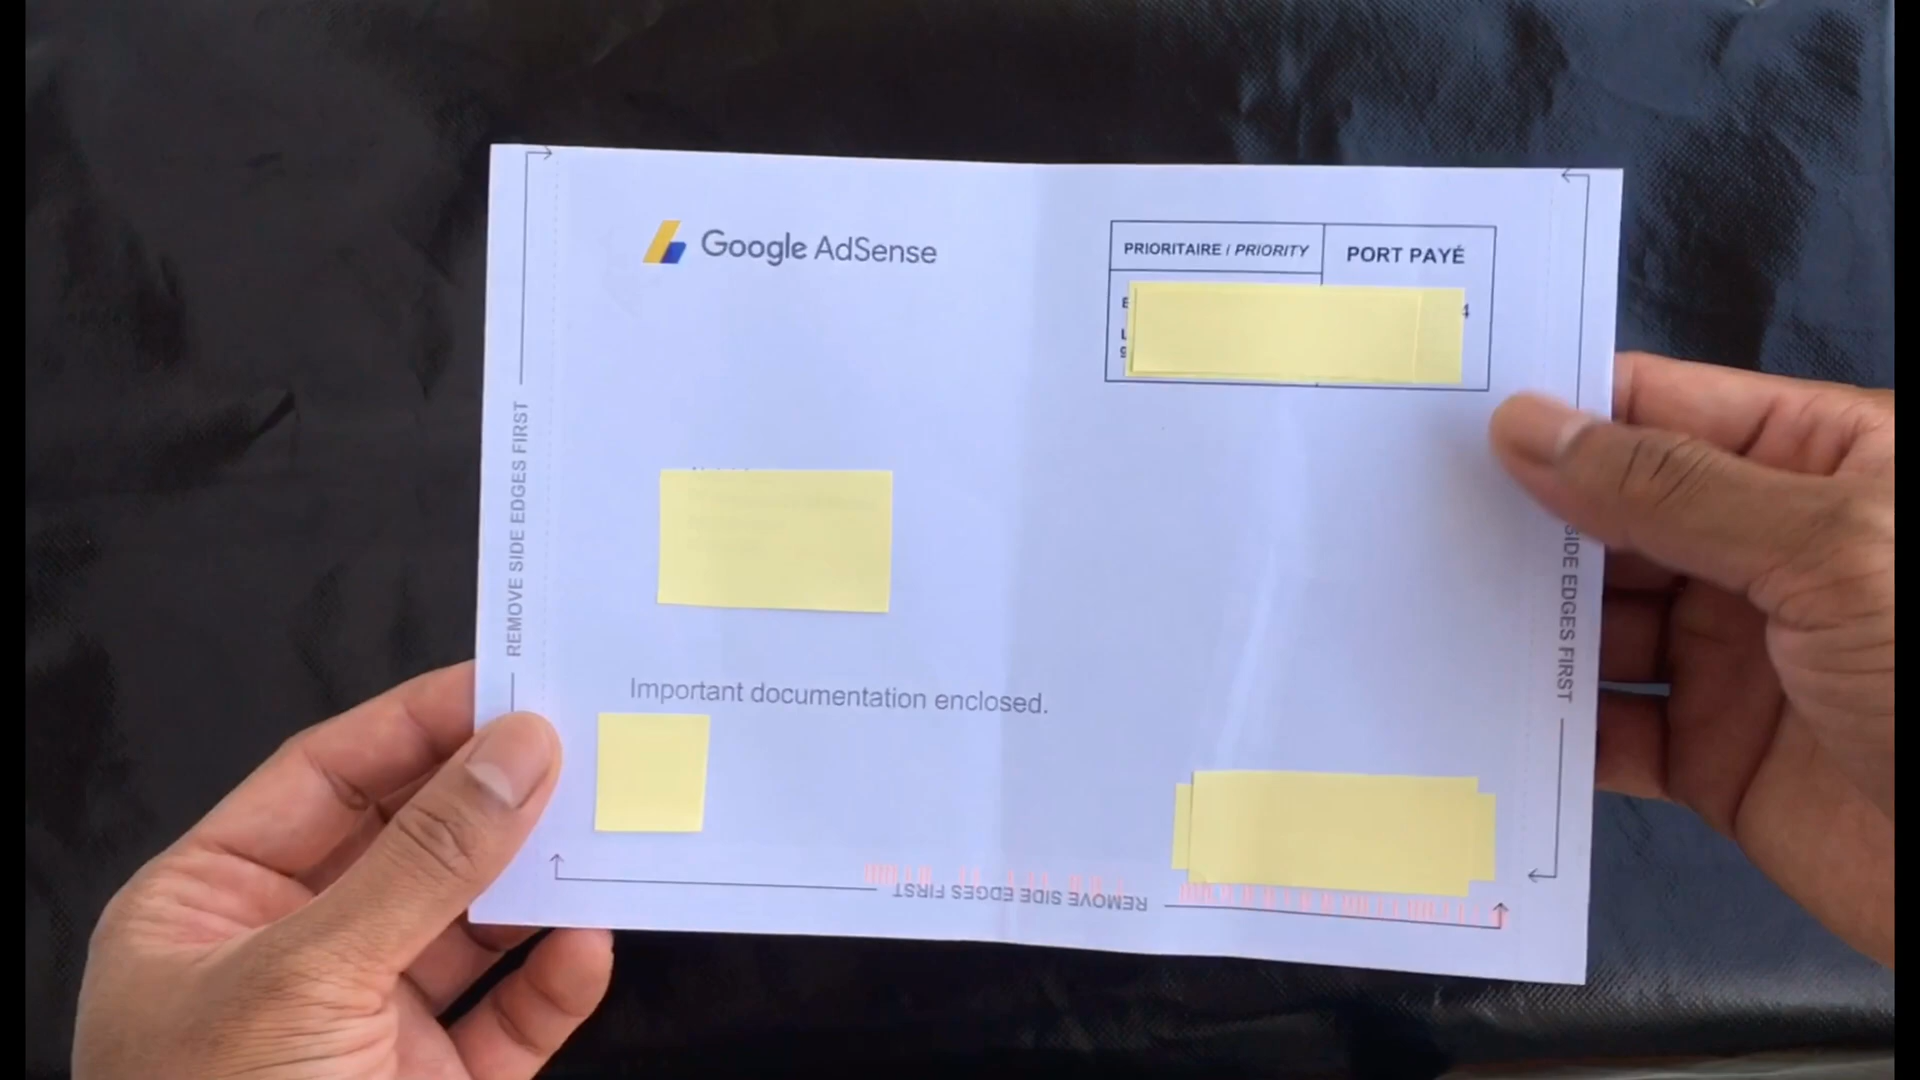 Google AdSense
PRIORITAIRE / PRIORITY
PORT PAYÉ
REMOVE SIDE EDGES FIRST
SIDE EDGES FIRST
Important documentation enclosed.
REMOVE SIDE EDGES FIRST